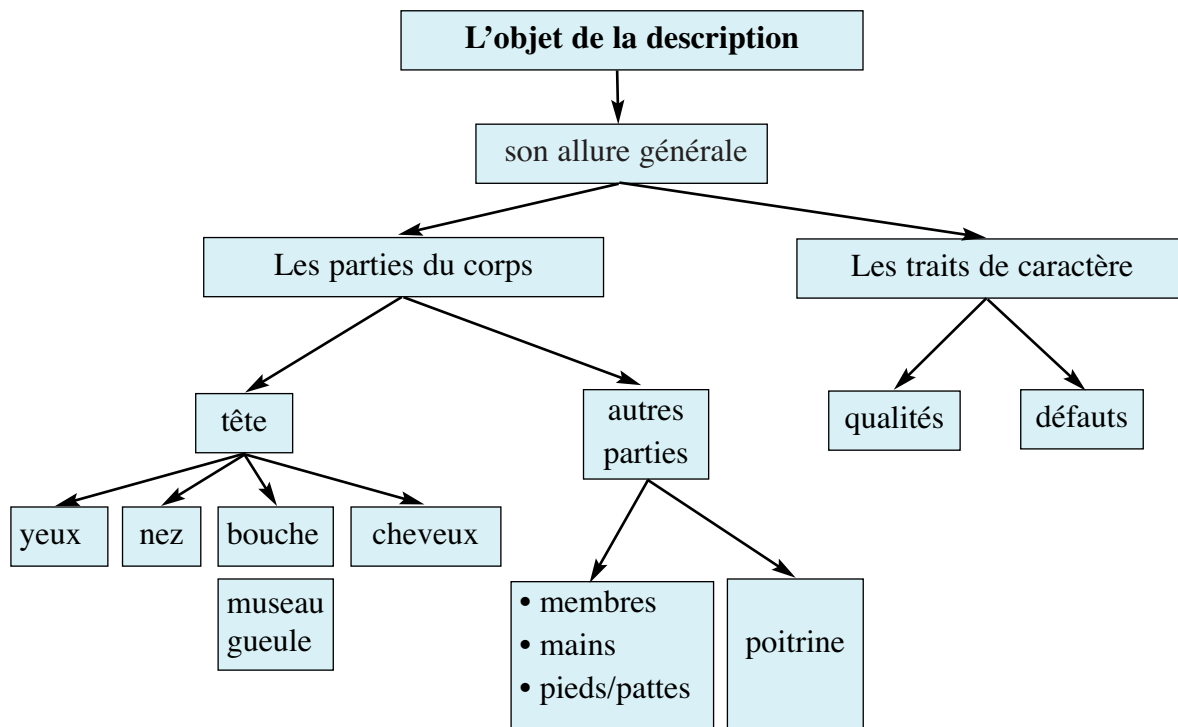 L'objet de la description
son allure générale
Les parties du corps
Les traits de caractère
tête
autres
parties
qualités
défauts
yeux
nez
bouche
cheveux
museau
gueule
• membres
• mains
• pieds/pattes
poitrine